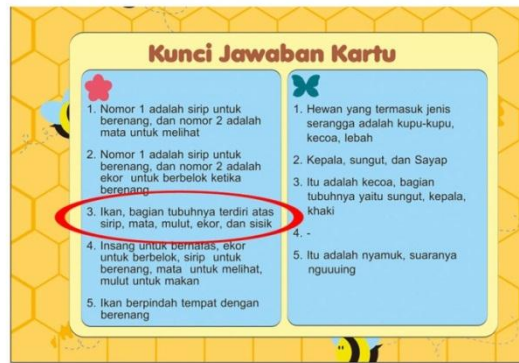 Kunci Jawaban Kartu
1. Nomor 1 adalah sirip untuk
berenang, dan nomor 2 adalah
mata untuk melihat
2. Nomor 1 adalah sirip untuk
berenang, dan nomor 2 adalah
ekor untuk berbelok ketika
berenang
3. Ikan, bagian tubuhnya terdiri atas
sirip, mata, mulut, ekor, dan sisik
4. Insang untuk bernafas, ekor
untuk berbelok, sirip untuk
berenang, mata untuk melihat,
mulut untuk makan
5. Ikan berpindah tempat dengan
berenang
1. Hewan yang termasuk jenis
serangga adalah kupu-kupu,
kecoa, lebah
2. Kepala, sungut, dan Sayap
3. Itu adalah kecoa, bagian
tubuhnya yaitu sungut, kepala,
khaki
4. -
5. Itu adalah nyamuk, suaranya
nguuuing